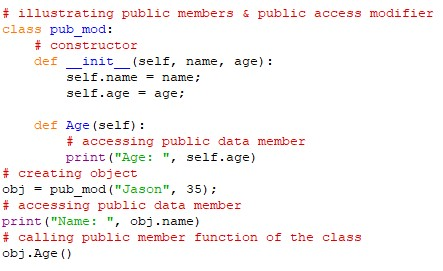 # illustrating public members & public access modifier
class pub_mod:
    # constructor
    def __init__(self, name, age):
        self.name = name;
        self.age = age;

    def Age(self):
        # accessing public data member
        print("Age: ", self.age)
# creating object
obj = pub_mod("Jason", 35);
# accessing public data member
print("Name: ", obj.name)
# calling public member function of the class
obj.Age()